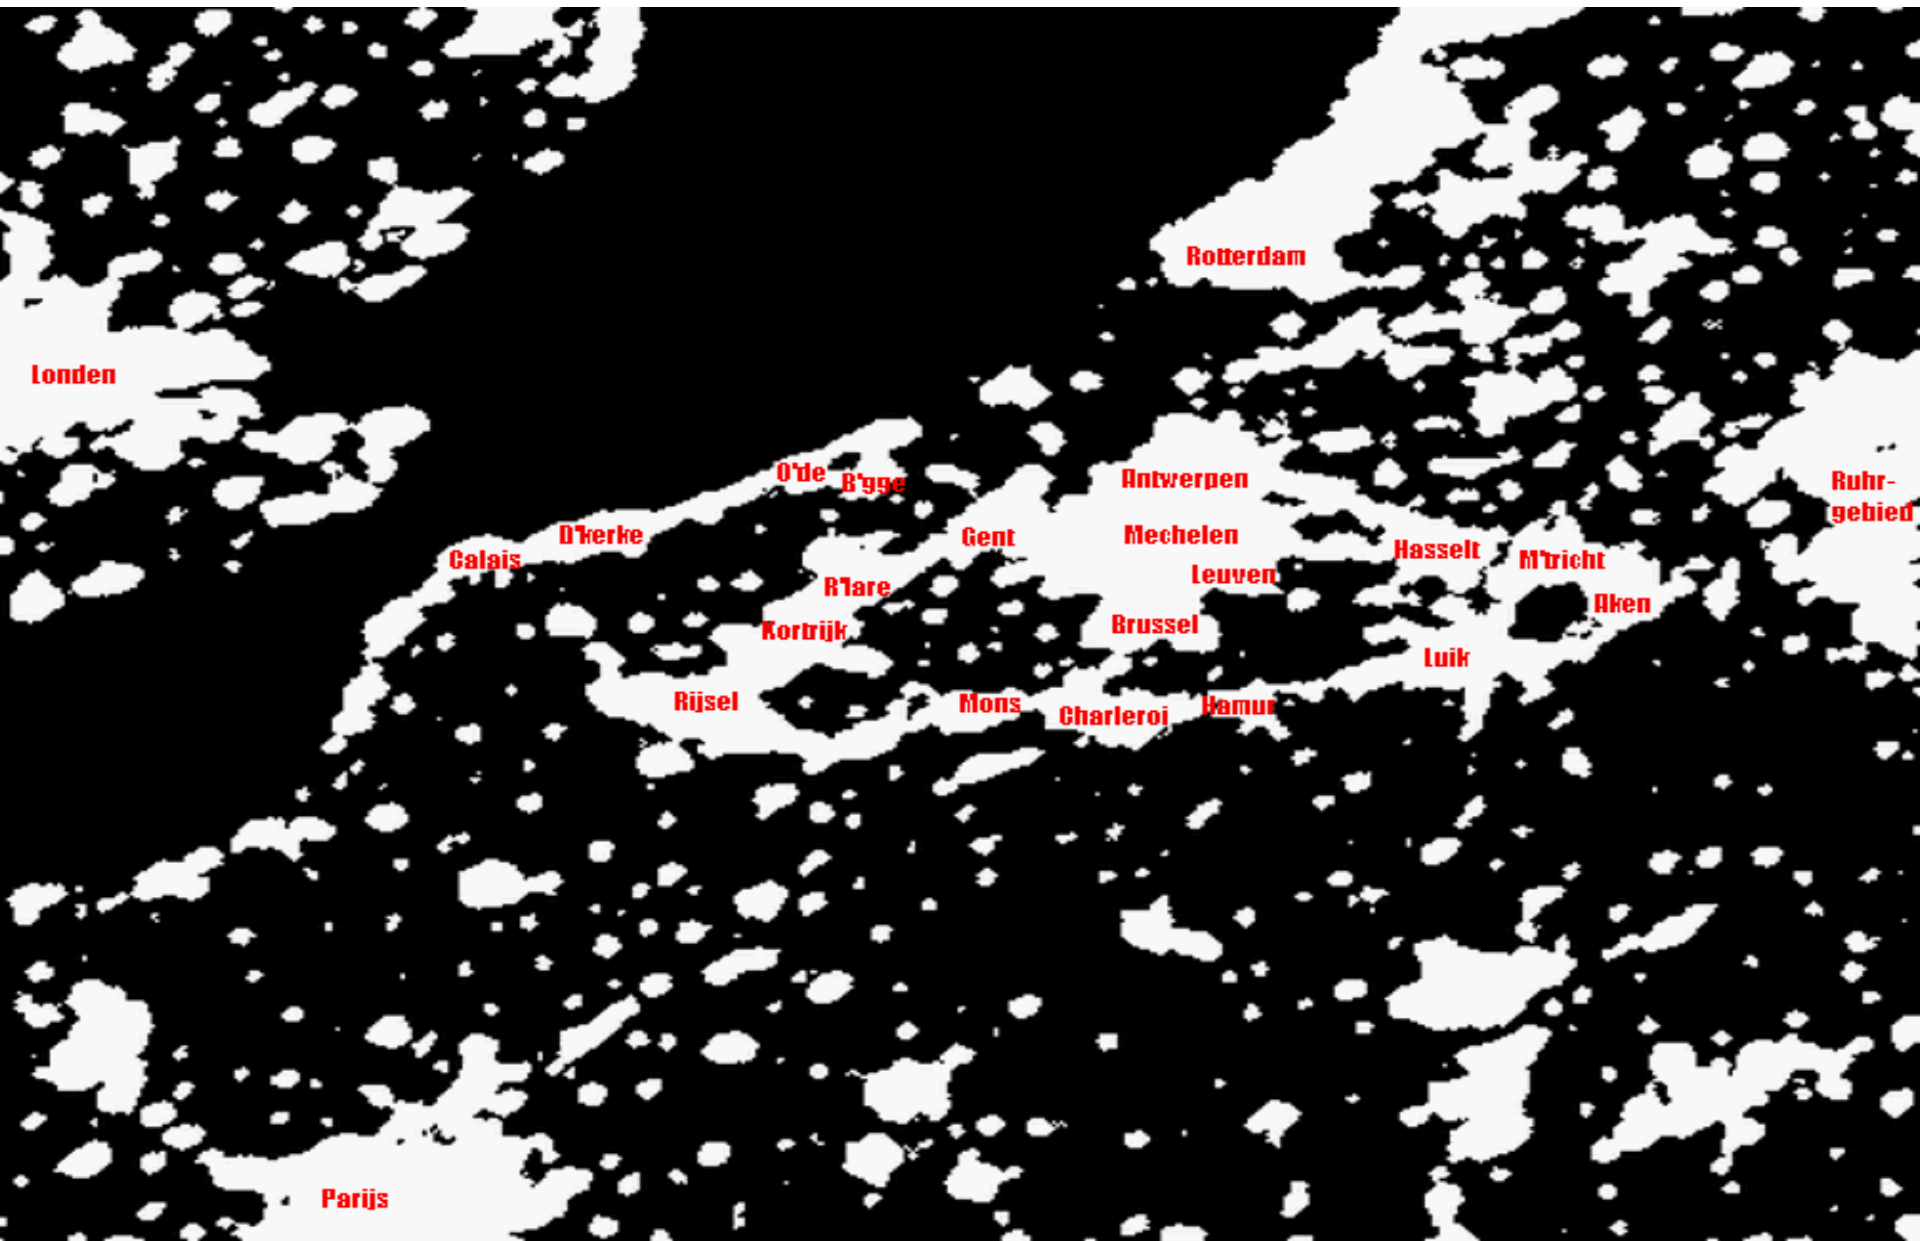 Rotterdam
Londen
O'de
B'gge
Antwerpen
Ruhr-
gebied
D'kerke
Gent
Mechelen
Calais
Hasselt
M'tricht
Leuven
R'lare
Aken
Kortrijk
Brussel
Luik
Rijsel
Mons
Charleroi
Namur
Parijs